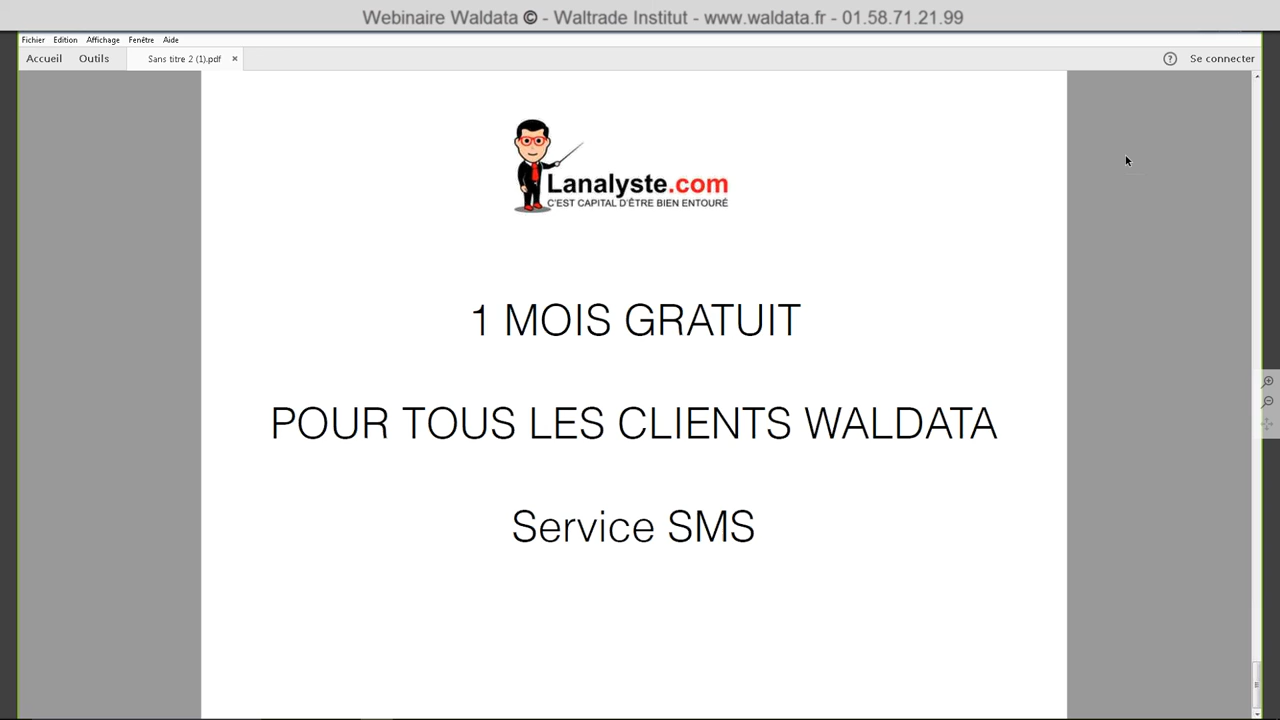 Webinaire Waldata © - Waltrade Institut - www.waldata.fr - 01.58.71.21.99
Fichier Edition Affichage Fenêtre Aide
Accueil Outils Sans titre 2 (1).pdf × ? Se connecter
Lanalyste.com
C'EST CAPITAL D'ÊTRE BIEN ENTOURÉ
1 MOIS GRATUIT
POUR TOUS LES CLIENTS WALDATA
Service SMS